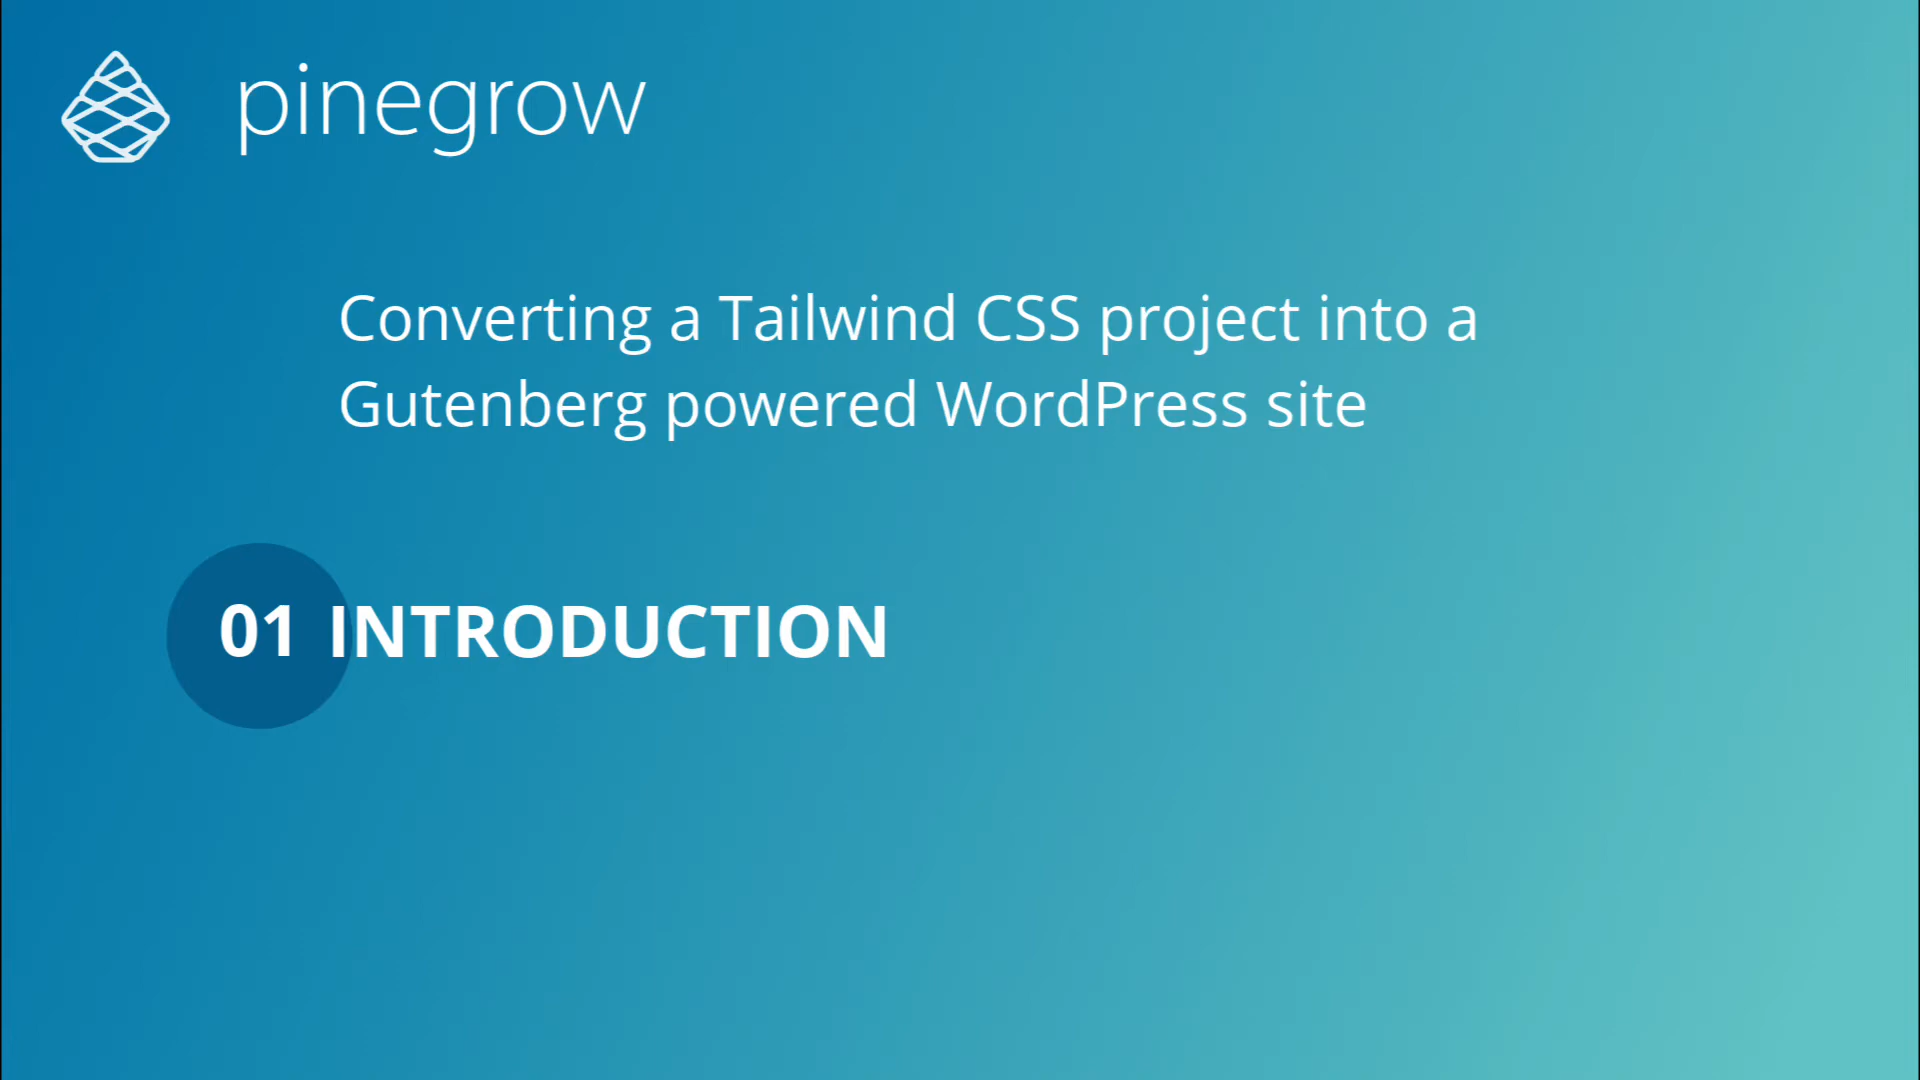 pinegrow
Converting a Tailwind CSS project into a
Gutenberg powered WordPress site
01 INTRODUCTION